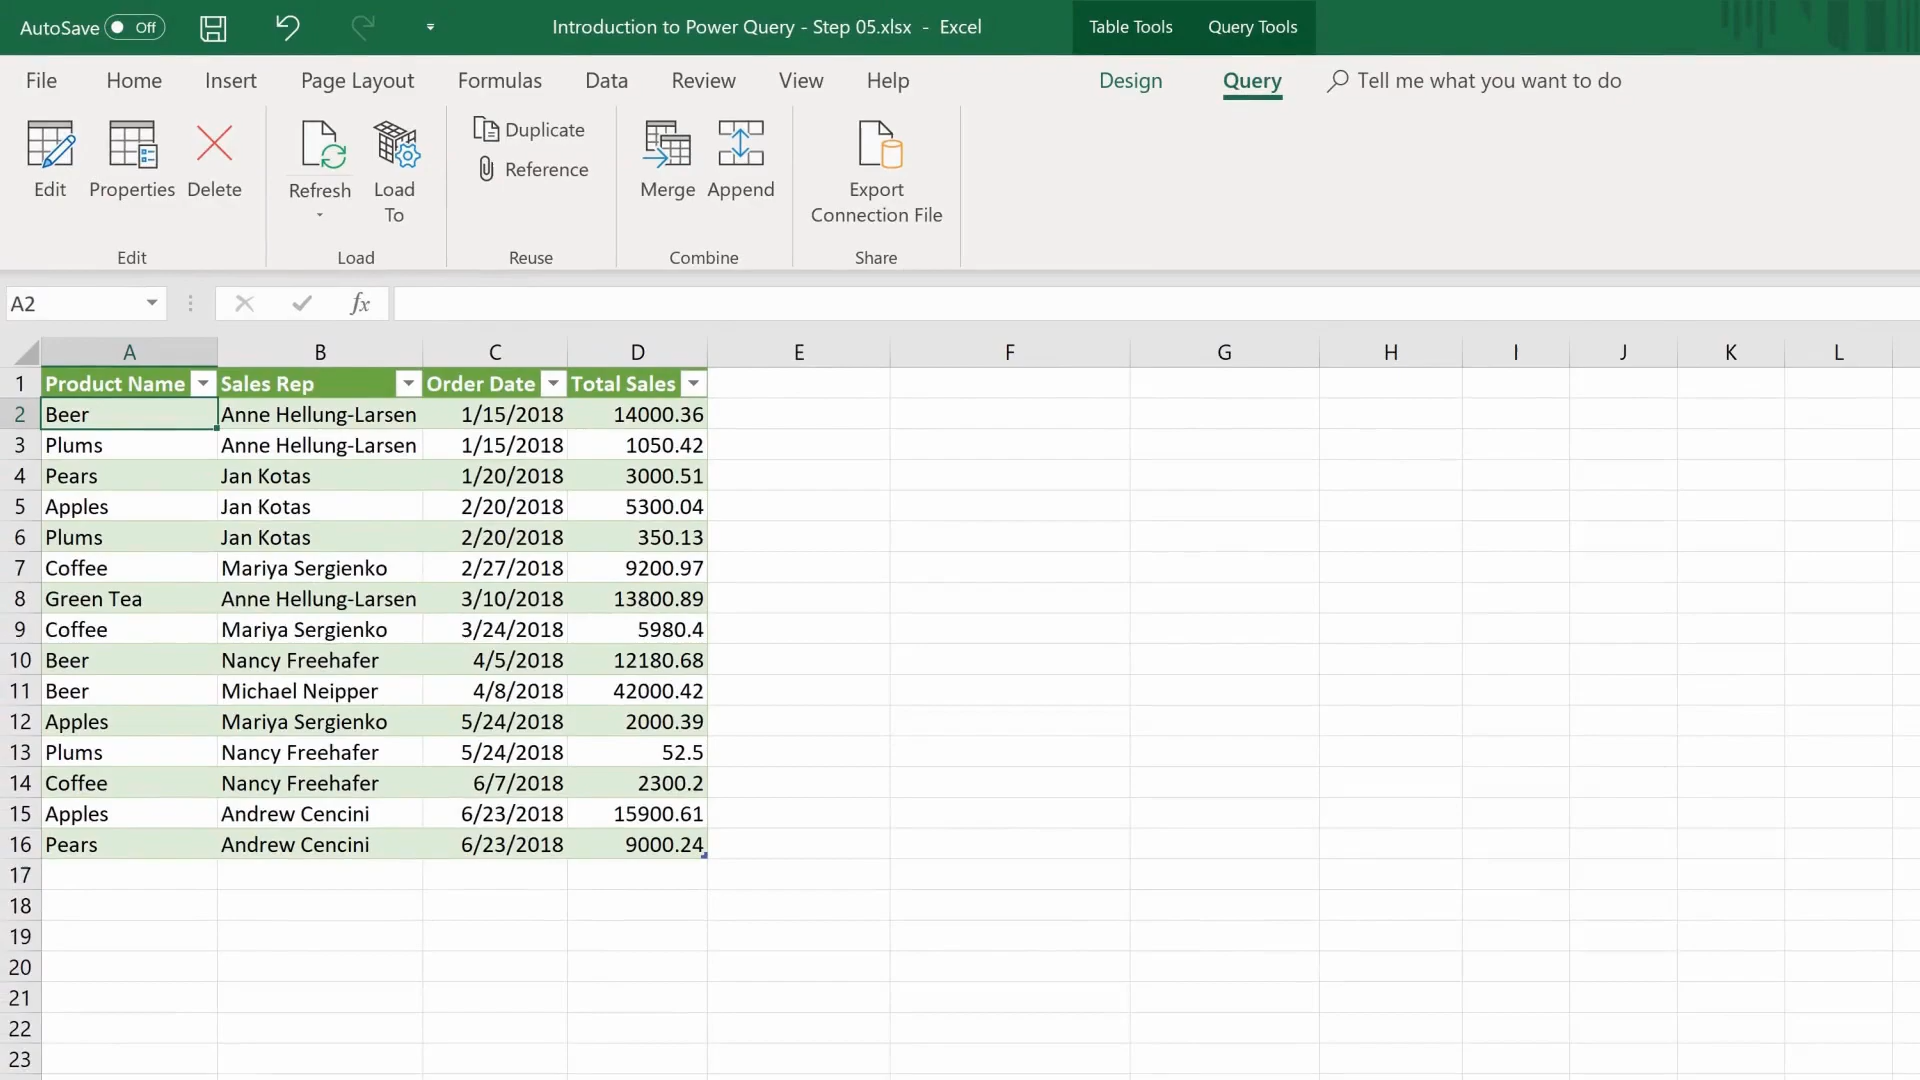 AutoSave Off Introduction to Power Query - Step 05.xlsx - Excel Table Tools Query Tools
File Home Insert Page Layout Formulas Data Review View Help Design Query Tell me what you want to do
Edit Properties Delete Refresh Load To Duplicate Reference Merge Append Export Connection File
Edit Load Reuse Combine Share
A2 fx
A B C D E F G H I J K L
1 Product Name Sales Rep Order Date Total Sales
2 Beer Anne Hellung-Larsen 1/15/2018 14000.36
3 Plums Anne Hellung-Larsen 1/15/2018 1050.42
4 Pears Jan Kotas 1/20/2018 3000.51
5 Apples Jan Kotas 2/20/2018 5300.04
6 Plums Jan Kotas 2/20/2018 350.13
7 Coffee Mariya Sergienko 2/27/2018 9200.97
8 Green Tea Anne Hellung-Larsen 3/10/2018 13800.89
9 Coffee Mariya Sergienko 3/24/2018 5980.4
10 Beer Nancy Freehafer 4/5/2018 12180.68
11 Beer Michael Neipper 4/8/2018 42000.42
12 Apples Mariya Sergienko 5/24/2018 2000.39
13 Plums Nancy Freehafer 5/24/2018 52.5
14 Coffee Nancy Freehafer 6/7/2018 2300.2
15 Apples Andrew Cencini 6/23/2018 15900.61
16 Pears Andrew Cencini 6/23/2018 9000.24
17
18
19
20
21
22
23